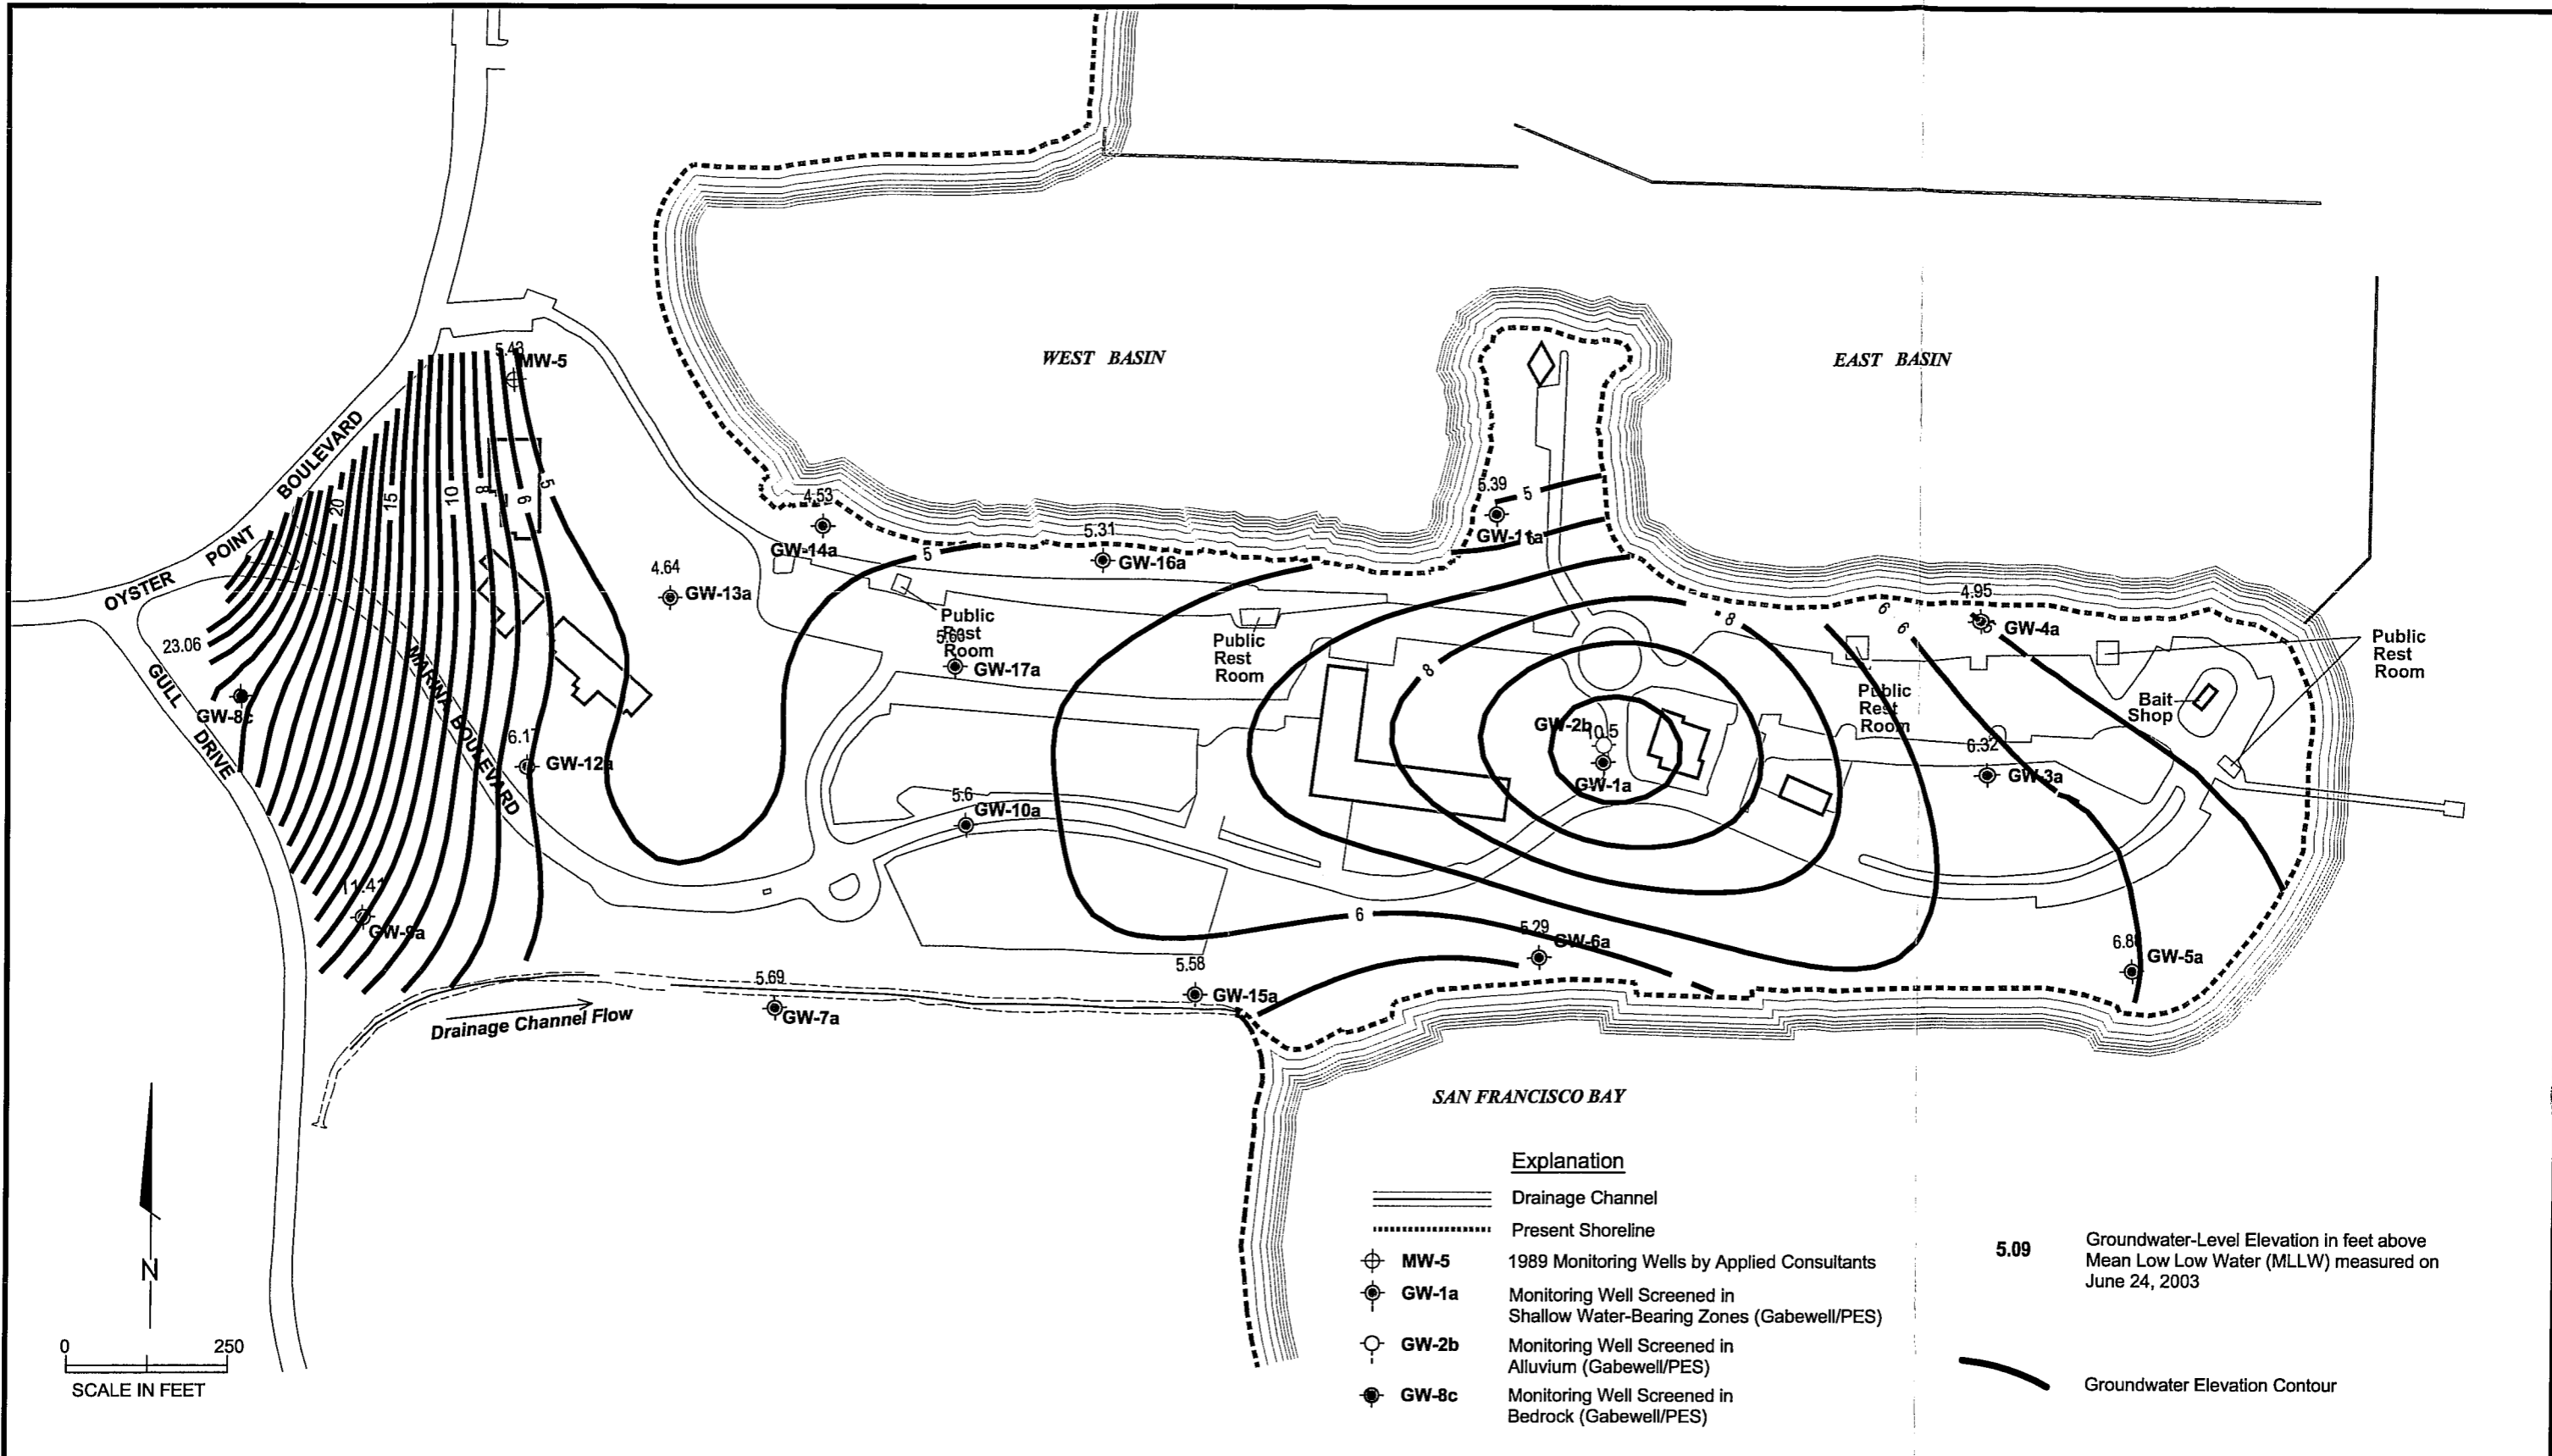 5.43
MW-5
WEST BASIN
EAST BASIN
OYSTER POINT BOULEVARD
20
15
10
8
6
5
4.53
GW-14a
5.31
GW-16a
5
5.39
5
GW-11a
6
4.64
GW-13a
Public
Rest
Room
GW-17a
Public
Rest
Room
8
8
6
6
4.95
GW-4a
Public
Rest
Room
23.06
GULL DRIVE
GW-8c
MARINA BOULEVARD
6.17
GW-12a
GW-2b
10.5
GW-1a
Public
Rest
Room
6.32
GW-3a
Bait
Shop
5.6
GW-10a
11.41
GW-9a
6
5.29
GW-6a
GW-5a
5.69
GW-7a
5.58
GW-15a
Drainage Channel Flow
SAN FRANCISCO BAY
N
0 250
SCALE IN FEET
Explanation
Drainage Channel
Present Shoreline
MW-5 1989 Monitoring Wells by Applied Consultants
GW-1a Monitoring Well Screened in
Shallow Water-Bearing Zones (Gabewell/PES)
GW-2b Monitoring Well Screened in
Alluvium (Gabewell/PES)
GW-8c Monitoring Well Screened in
Bedrock (Gabewell/PES)
5.09 Groundwater-Level Elevation in feet above
Mean Low Low Water (MLLW) measured on
June 24, 2003
Groundwater Elevation Contour